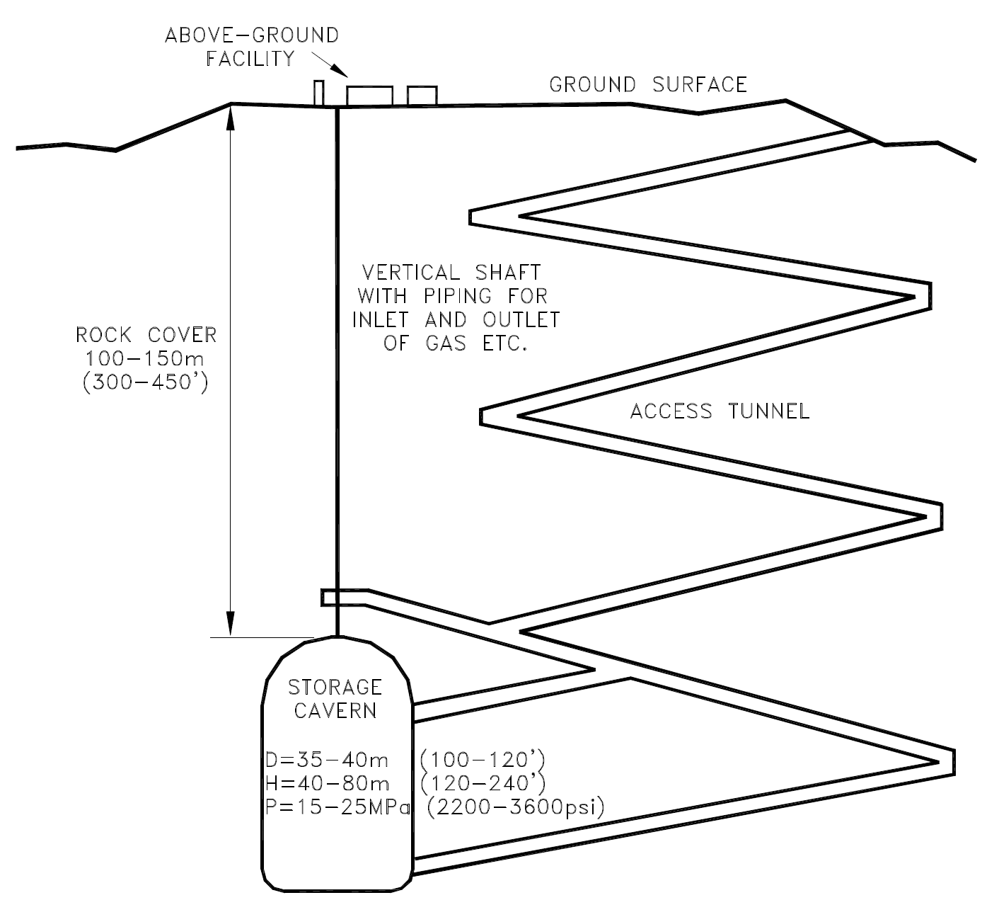 ABOVE-GROUND
FACILITY
GROUND SURFACE
VERTICAL SHAFT
WITH PIPING FOR
INLET AND OUTLET
OF GAS ETC.
ROCK COVER
100-150m
(300-450')
ACCESS TUNNEL
STORAGE
CAVERN
D=35-40m (100-120')
H=40-80m (120-240')
P=15-25MPa (2200-3600psi)